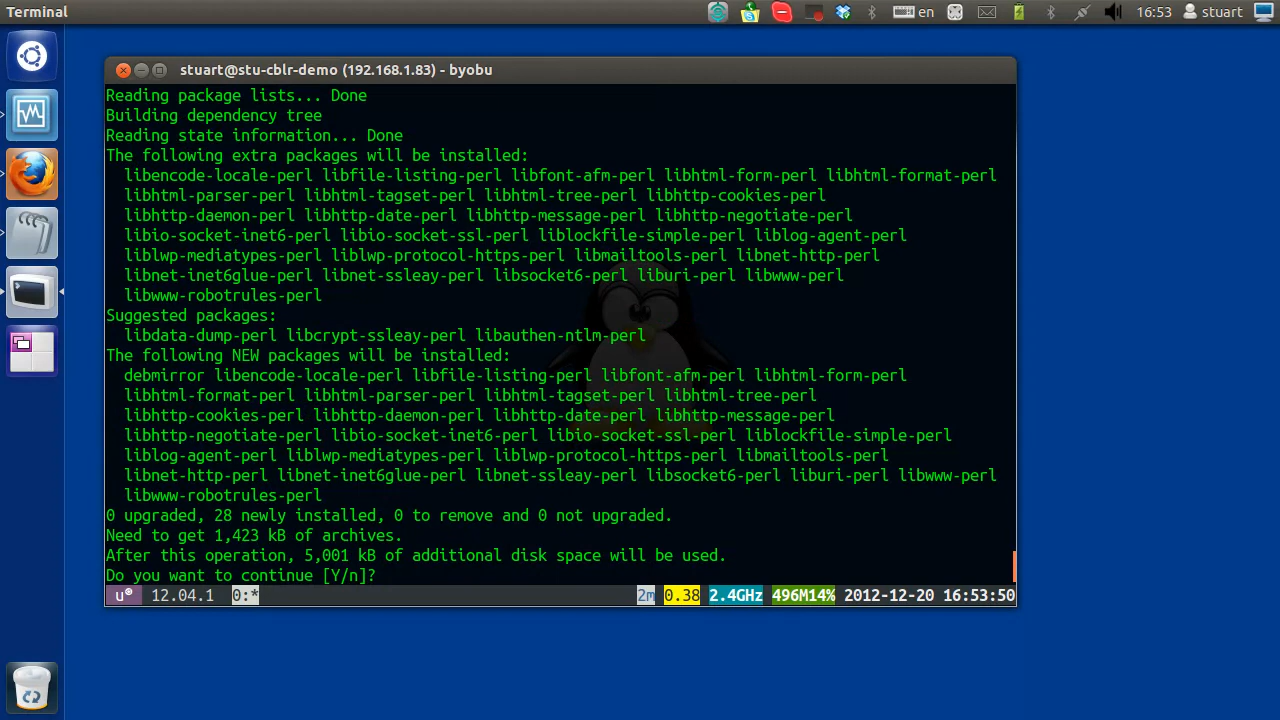 Terminal
en
16:53
stuart
stuart@stu-cblr-demo (192.168.1.83) - byobu
Reading package lists... Done
Building dependency tree
Reading state information... Done
The following extra packages will be installed:
libencode-locale-perl libfile-listing-perl libfont-afm-perl libhtml-form-perl libhtml-format-perl
libhtml-parser-perl libhtml-tagset-perl libhtml-tree-perl libhttp-cookies-perl
libhttp-daemon-perl libhttp-date-perl libhttp-message-perl libhttp-negotiate-perl
libio-socket-inet6-perl libio-socket-ssl-perl liblockfile-simple-perl liblog-agent-perl
liblwp-mediatypes-perl liblwp-protocol-https-perl libmailtools-perl libnet-http-perl
libnet-inet6glue-perl libnet-ssleay-perl libsocket6-perl liburi-perl libwww-perl
libwww-robotrules-perl
Suggested packages:
libdata-dump-perl libcrypt-ssleay-perl libauthen-ntlm-perl
The following NEW packages will be installed:
debmirror libencode-locale-perl libfile-listing-perl libfont-afm-perl libhtml-form-perl
libhtml-format-perl libhtml-parser-perl libhtml-tagset-perl libhtml-tree-perl
libhttp-cookies-perl libhttp-daemon-perl libhttp-date-perl libhttp-message-perl
libhttp-negotiate-perl libio-socket-inet6-perl libio-socket-ssl-perl liblockfile-simple-perl
liblog-agent-perl liblwp-mediatypes-perl liblwp-protocol-https-perl libmailtools-perl
libnet-http-perl libnet-inet6glue-perl libnet-ssleay-perl libsocket6-perl liburi-perl libwww-perl
libwww-robotrules-perl
0 upgraded, 28 newly installed, 0 to remove and 0 not upgraded.
Need to get 1,423 kB of archives.
After this operation, 5,001 kB of additional disk space will be used.
Do you want to continue [Y/n]?
u® 12.04.1 0:* 2m 0.38 2.4GHz 496M14% 2012-12-20 16:53:50